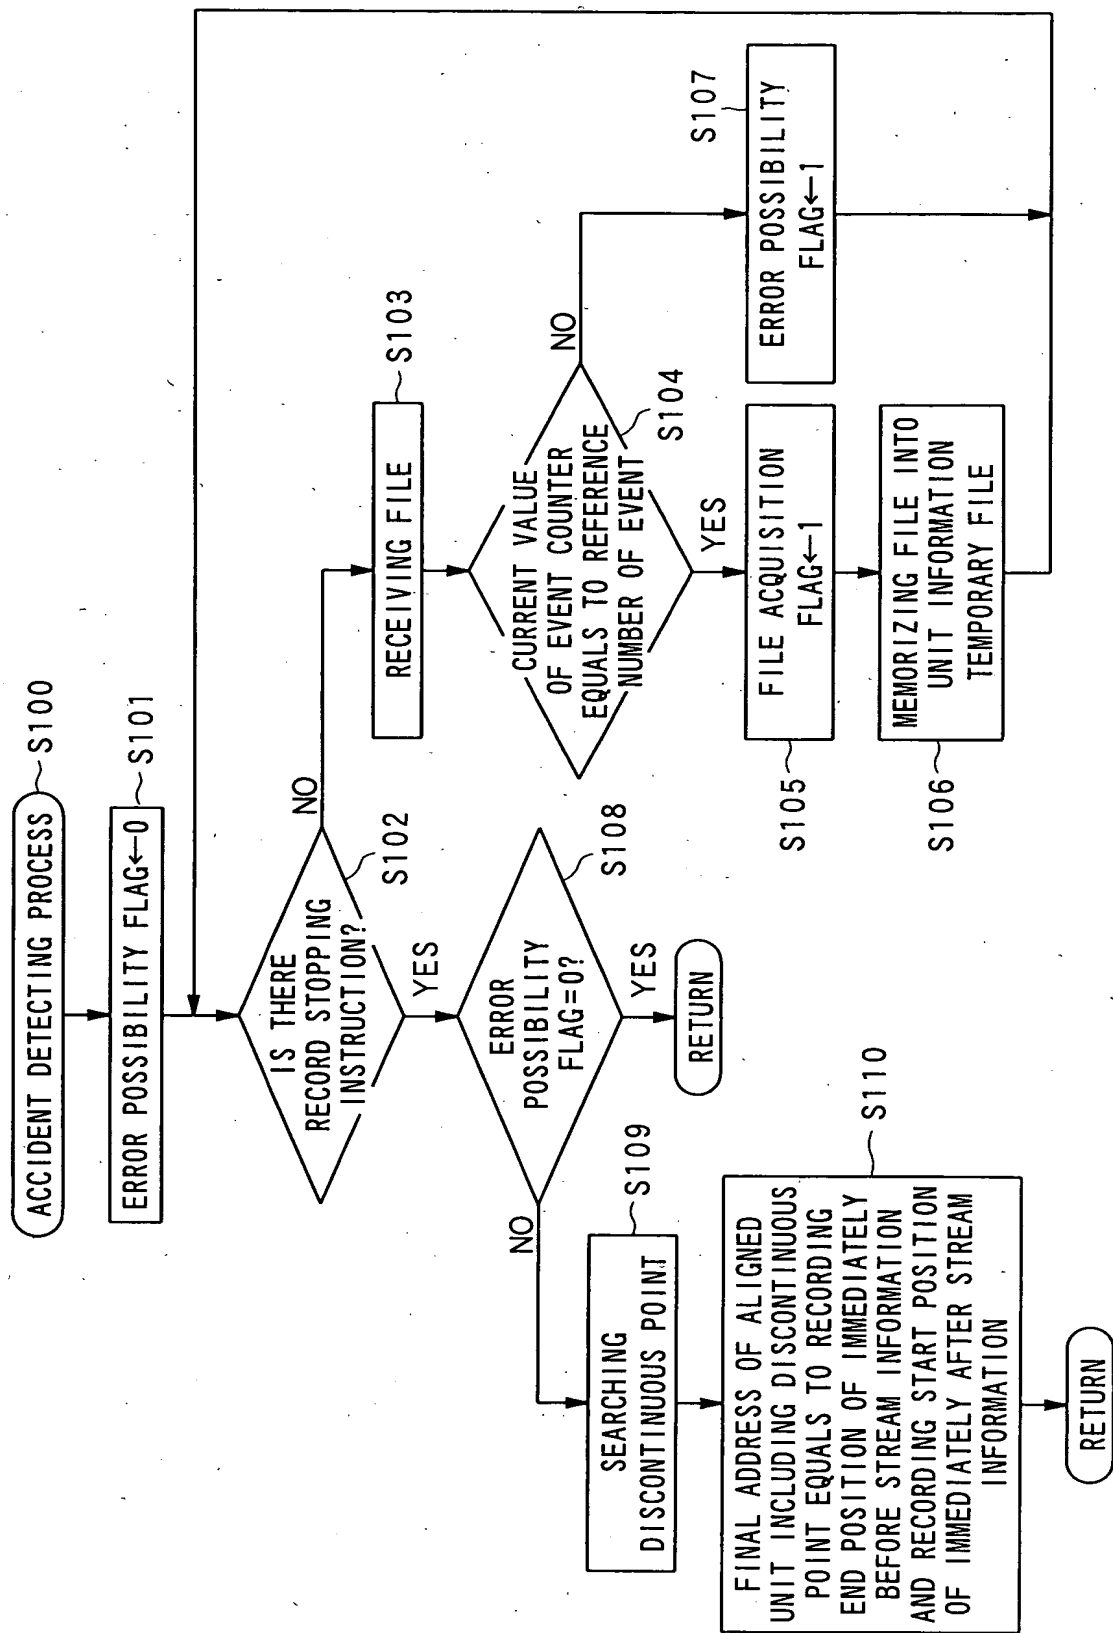 ACCIDENT DETECTING PROCESS
S100
ERROR POSSIBILITY FLAG←0
S101
IS THERE
RECORD STOPPING
INSTRUCTION?
S102
NO
YES
RECEIVING FILE
S103
CURRENT VALUE
OF EVENT COUNTER
EQUALS TO REFERENCE
NUMBER OF EVENT
S104
NO
YES
FILE ACQUISITION
FLAG←1
S105
MEMORIZING FILE INTO
UNIT INFORMATION
TEMPORARY FILE
S106
ERROR POSSIBILITY
FLAG←1
S107
ERROR
POSSIBILITY
FLAG=0?
S108
YES
RETURN
NO
SEARCHING
DISCONTINUOUS POINT
S109
FINAL ADDRESS OF ALIGNED
UNIT INCLUDING DISCONTINUOUS
POINT EQUALS TO RECORDING
END POSITION OF IMMEDIATELY
BEFORE STREAM INFORMATION
AND RECORDING START POSITION
OF IMMEDIATELY AFTER STREAM
INFORMATION
S110
RETURN